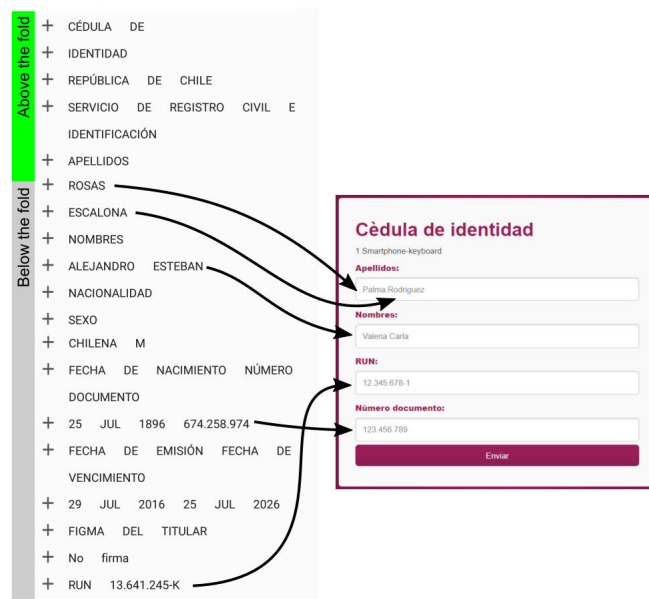 Above the fold
Below the fold
+ CÉDULA DE
+ IDENTIDAD
+ REPÚBLICA DE CHILE
+ SERVICIO DE REGISTRO CIVIL E
IDENTIFICACIÓN
+ APELLIDOS
+ ROSAS
+ ESCALONA
+ NOMBRES
+ ALEJANDRO ESTEBAN
+ NACIONALIDAD
+ SEXO
+ CHILENA M
+ FECHA DE NACIMIENTO NÚMERO
DOCUMENTO
+ 25 JUL 1896 674.258.974
+ FECHA DE EMISIÓN FECHA DE
VENCIMIENTO
+ 29 JUL 2016 25 JUL 2026
+ FIGMA DEL TITULAR
+ No firma
+ RUN 13.641.245-K
Cèdula de identidad
1 Smartphone-keyboard
Apellidos:
Palma Rodriguez
Nombres:
Valeria Carla
RUN:
12.345.678-1
Número documento:
123.456.789
Enviar